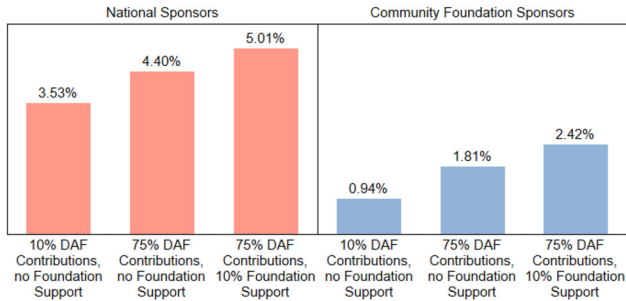 National Sponsors
Community Foundation Sponsors
3.53%
4.40%
5.01%
0.94%
1.81%
2.42%
10% DAF
Contributions,
no Foundation
Support
75% DAF
Contributions,
no Foundation
Support
75% DAF
Contributions,
10% Foundation
Support
10% DAF
Contributions,
no Foundation
Support
75% DAF
Contributions,
no Foundation
Support
75% DAF
Contributions,
10% Foundation
Support